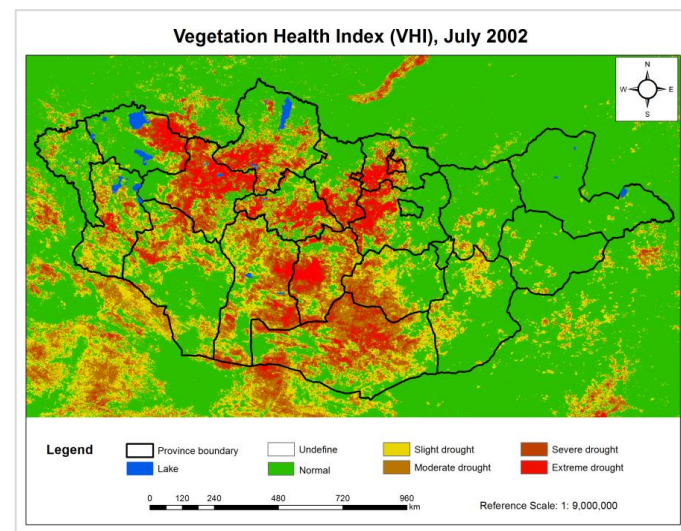 Vegetation Health Index (VHI), July 2002
N
W E
S
Legend
Province boundary
Undefine
Slight drought
Severe drought
Lake
Normal
Moderate drought
Extreme drought
0 120 240 480 720 960
km
Reference Scale: 1: 9,000,000